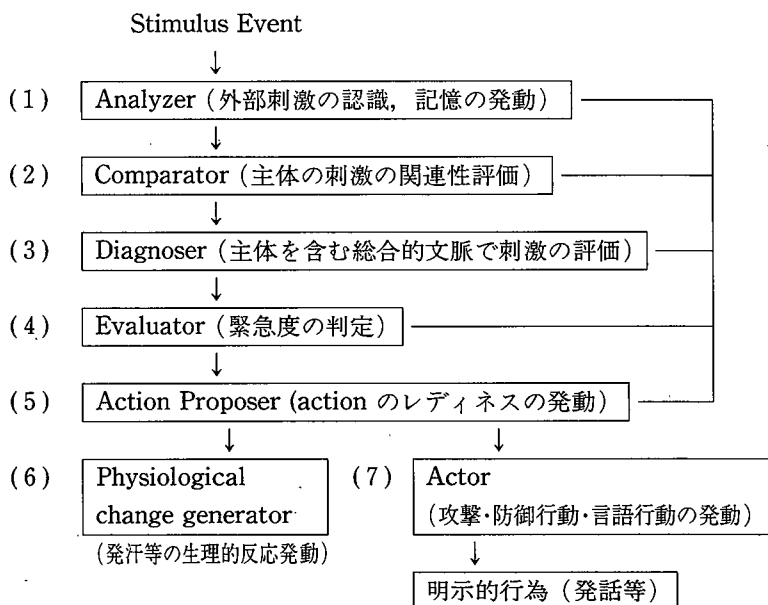 Stimulus Event
(1) Analyzer (外部刺激の認識，記憶の発動)
(2) Comparator (主体の刺激の関連性評価)
(3) Diagnoser (主体を含む総合的文脈で刺激の評価)
(4) Evaluator (緊急度の判定)
(5) Action Proposer (action のレディネスの発動)
(6) Physiological
change generator
(発汗等の生理的反応発動)
(7) Actor
(攻撃・防御行動・言語行動の発動)
明示的行為 (発話等)